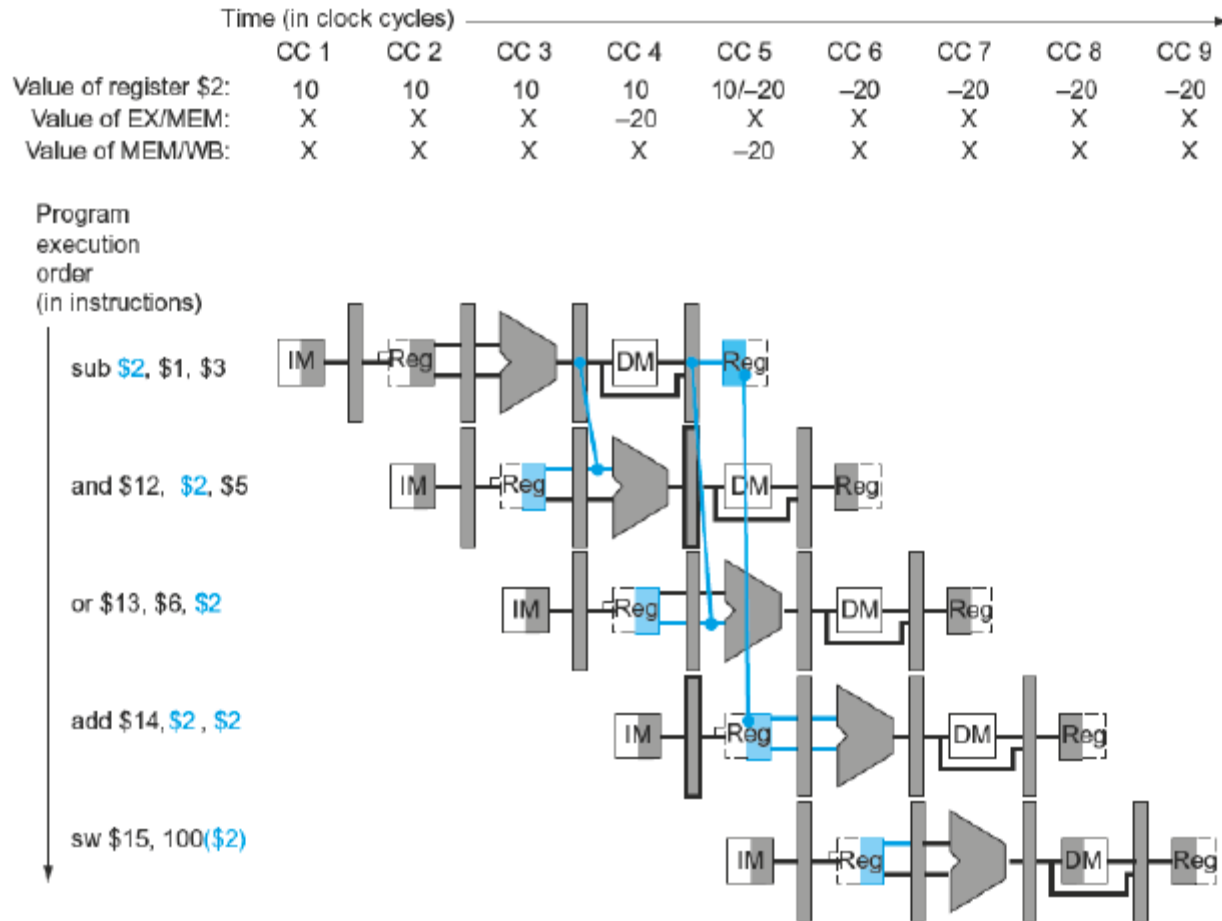 Time (in clock cycles)
CC 1 CC 2 CC 3 CC 4 CC 5 CC 6 CC 7 CC 8 CC 9
Value of register $2: 10 10 10 10 10/–20 –20 –20 –20 –20
Value of EX/MEM: X X X –20 X X X X X
Value of MEM/WB: X X X X –20 X X X X
Program
execution
order
(in instructions)
sub $2, $1, $3 IM Reg DM Reg
and $12, $2, $5 IM Reg DM Reg
or $13, $6, $2 IM Reg DM Reg
add $14, $2 , $2 IM Reg DM Reg
sw $15, 100($2) IM Reg DM Reg